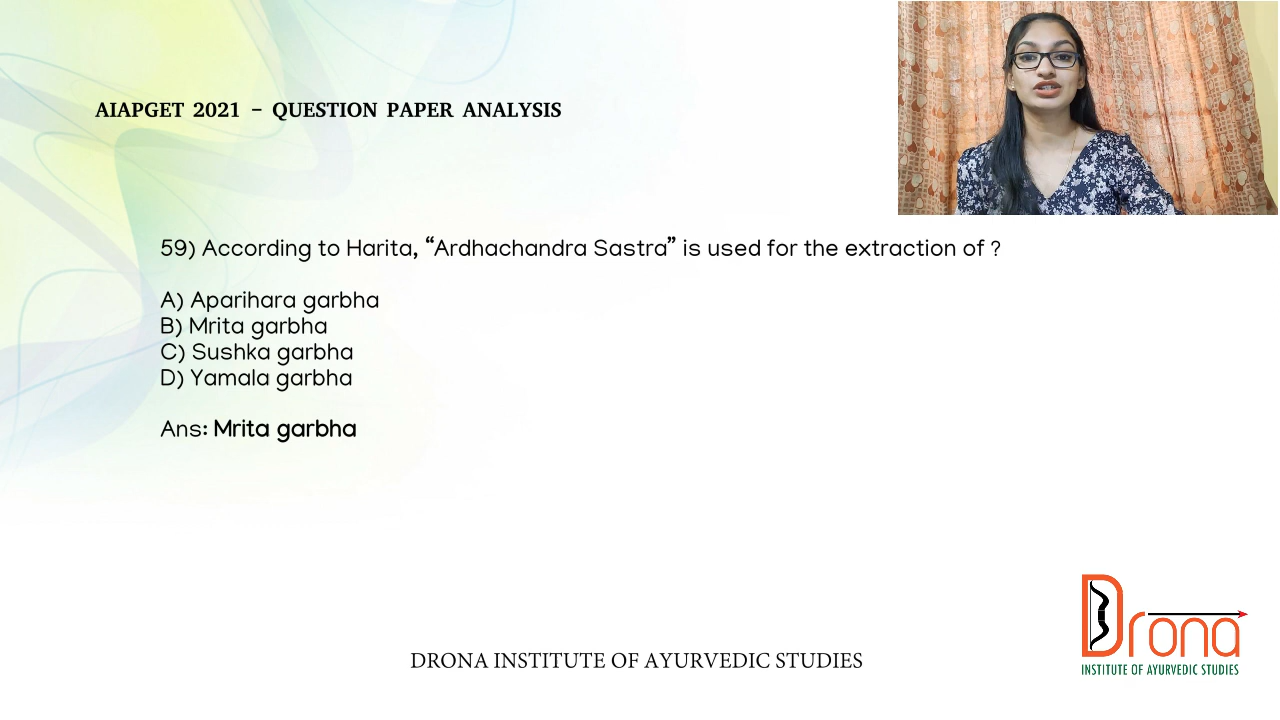 AIAPGET 2021 - QUESTION PAPER ANALYSIS
59) According to Harita, “Ardhachandra Sastra” is used for the extraction of ?
A) Aparihara garbha
B) Mrita garbha
C) Sushka garbha
D) Yamala garbha
Ans: Mrita garbha
DRONA INSTITUTE OF AYURVEDIC STUDIES
Drona
INSTITUTE OF AYURVEDIC STUDIES